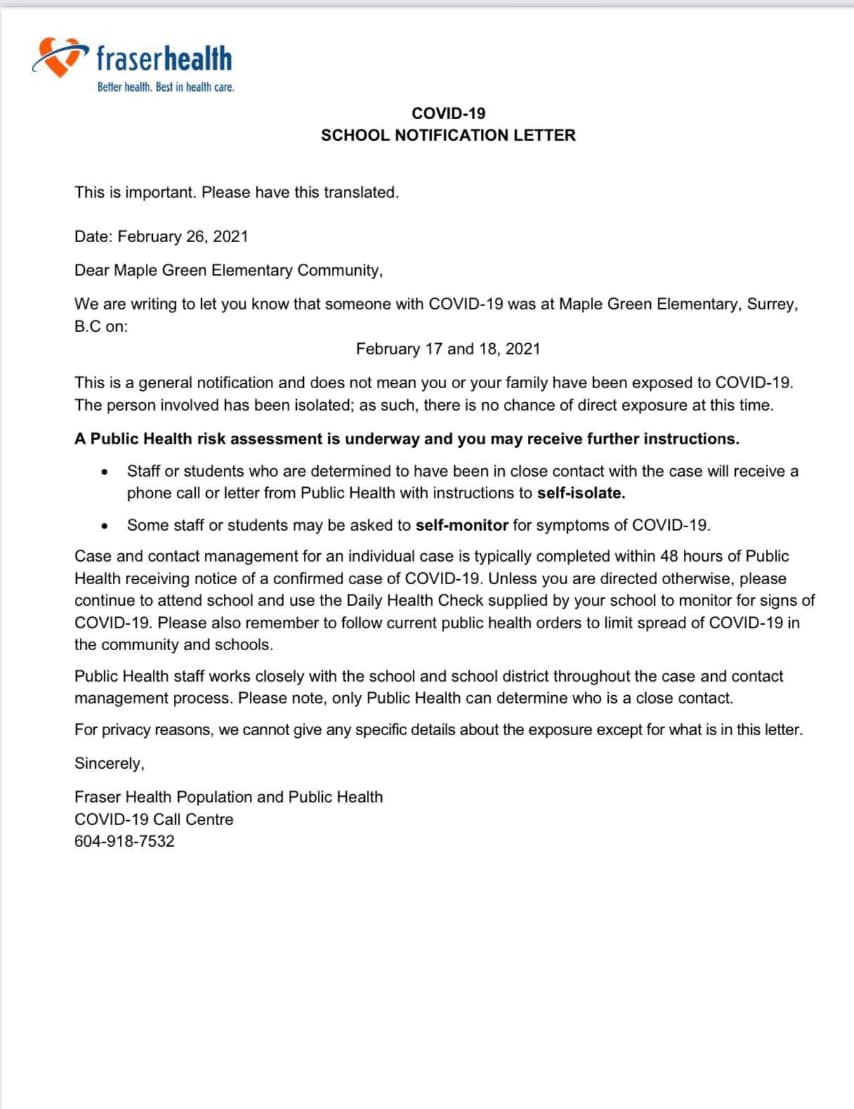 fraserhealth
Better health. Best in health care.
COVID-19
SCHOOL NOTIFICATION LETTER
This is important. Please have this translated.
Date: February 26, 2021
Dear Maple Green Elementary Community,
We are writing to let you know that someone with COVID-19 was at Maple Green Elementary, Surrey,
B.C on:
February 17 and 18, 2021
This is a general notification and does not mean you or your family have been exposed to COVID-19.
The person involved has been isolated; as such, there is no chance of direct exposure at this time.
A Public Health risk assessment is underway and you may receive further instructions.
• Staff or students who are determined to have been in close contact with the case will receive a
phone call or letter from Public Health with instructions to self-isolate.
• Some staff or students may be asked to self-monitor for symptoms of COVID-19.
Case and contact management for an individual case is typically completed within 48 hours of Public
Health receiving notice of a confirmed case of COVID-19. Unless you are directed otherwise, please
continue to attend school and use the Daily Health Check supplied by your school to monitor for signs of
COVID-19. Please also remember to follow current public health orders to limit spread of COVID-19 in
the community and schools.
Public Health staff works closely with the school and school district throughout the case and contact
management process. Please note, only Public Health can determine who is a close contact.
For privacy reasons, we cannot give any specific details about the exposure except for what is in this letter.
Sincerely,
Fraser Health Population and Public Health
COVID-19 Call Centre
604-918-7532